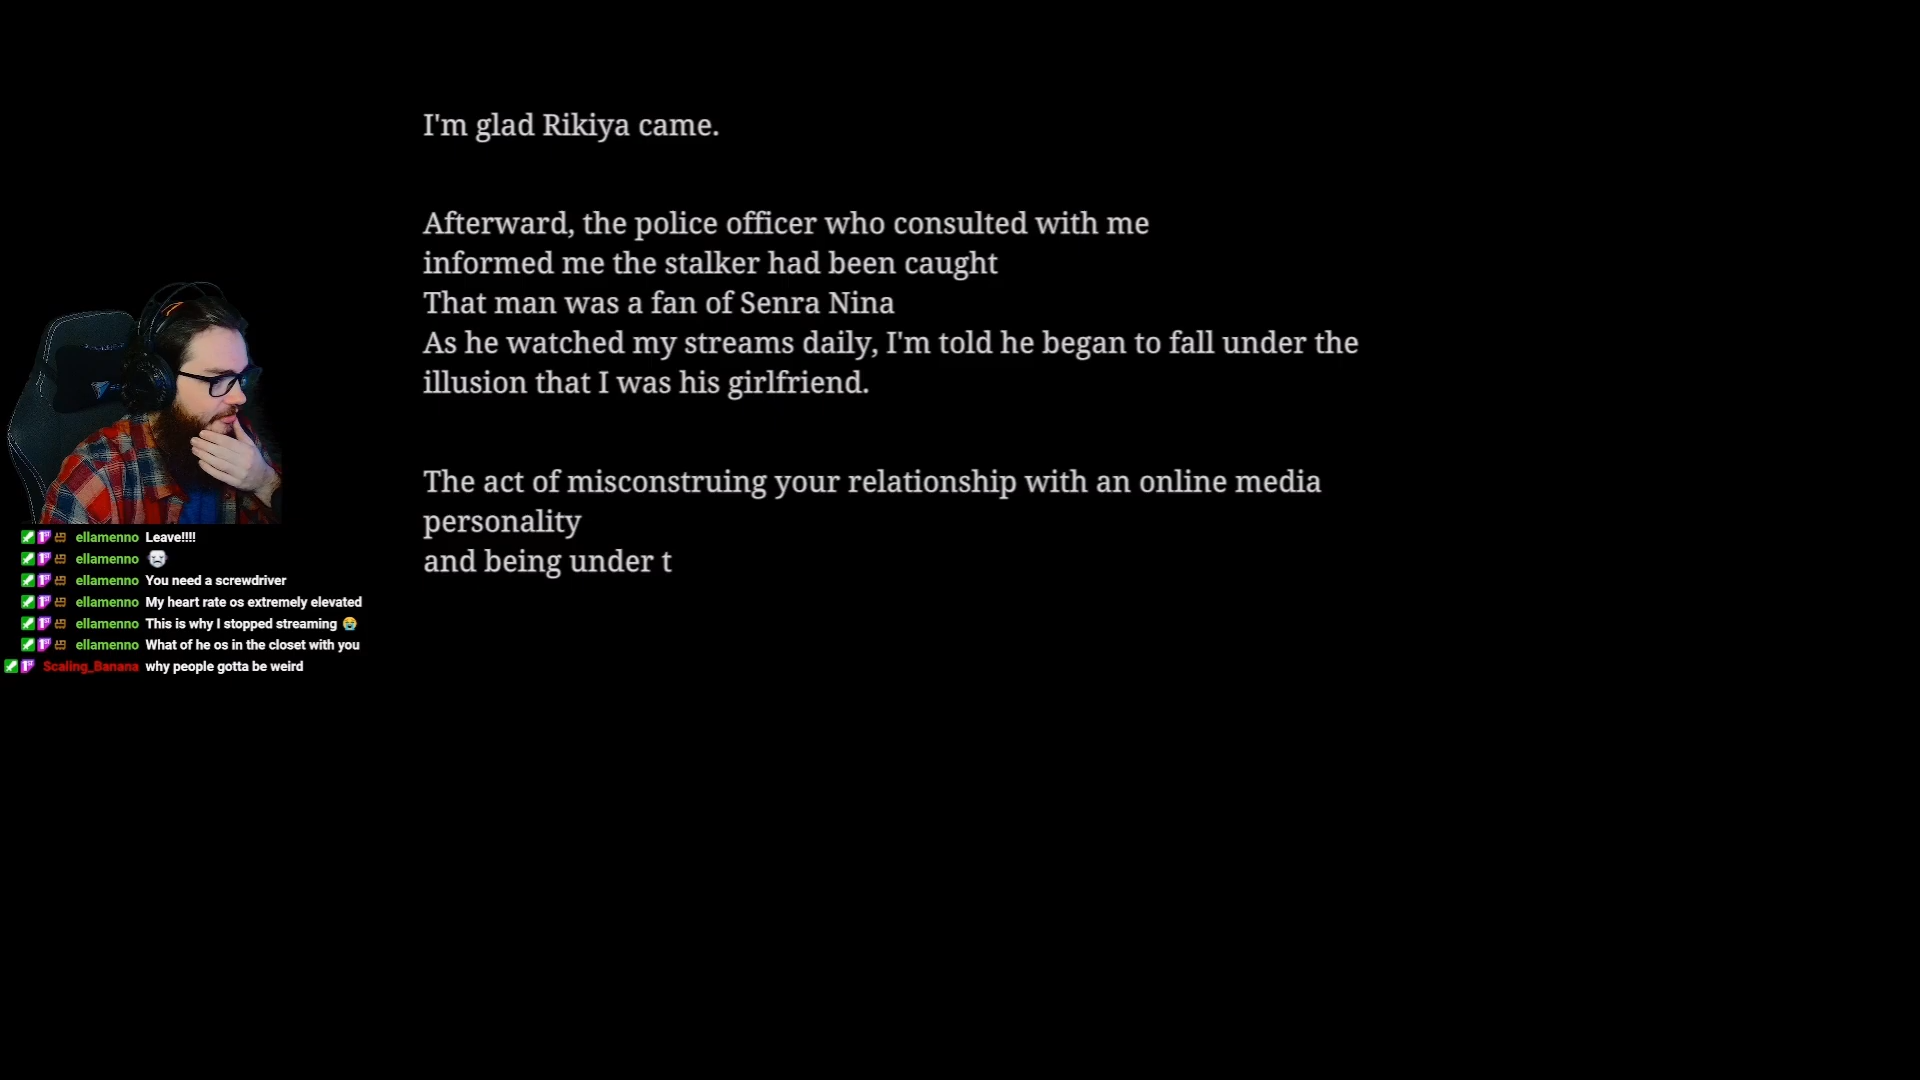 I'm glad Rikiya came.
Afterward, the police officer who consulted with me
informed me the stalker had been caught
That man was a fan of Senra Nina
As he watched my streams daily, I'm told he began to fall under the
illusion that I was his girlfriend.
The act of misconstruing your relationship with an online media
personality
and being under t
ellamenno Leave!!!!
ellamenno
ellamenno You need a screwdriver
ellamenno My heart rate os extremely elevated
ellamenno This is why I stopped streaming 😭
ellamenno What of he os in the closet with you
Scaling_Banana why people gotta be weird